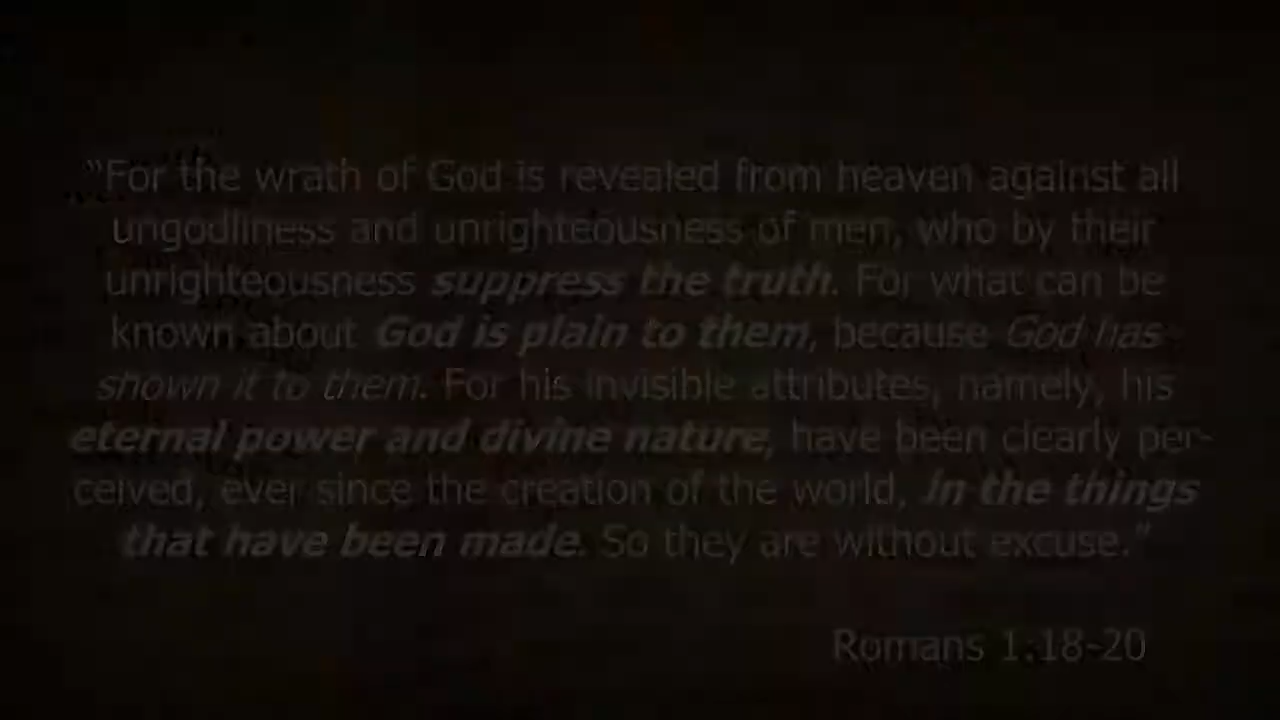 “For the wrath of God is revealed from heaven against all
ungodliness and unrighteousness of men, who by their
unrighteousness suppress the truth. For what can be
known about God is plain to them, because God has
shown it to them. For his invisible attributes, namely, his
eternal power and divine nature, have been clearly per-
ceived, ever since the creation of the world, in the things
that have been made. So they are without excuse.”
Romans 1:18-20